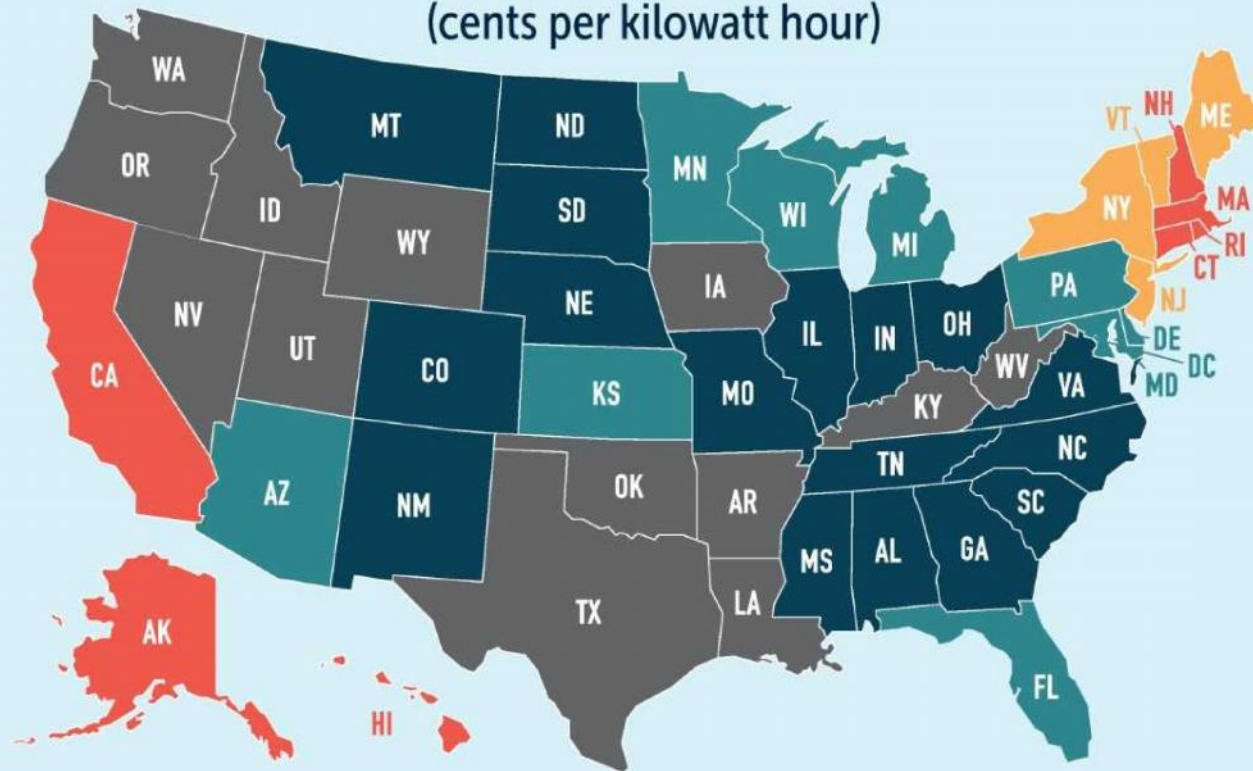 (cents per kilowatt hour)
WA
MT
ND
MN
VT
NH
ME
OR
ID
SD
WI
MI
NY
MA
RI
CT
WY
IA
PA
NJ
NV
NE
IL
IN
OH
DE
DC
MD
UT
CO
KS
MO
WV
VA
CA
KY
AZ
NM
OK
AR
TN
NC
SC
MS
AL
GA
TX
LA
AK
HI
FL